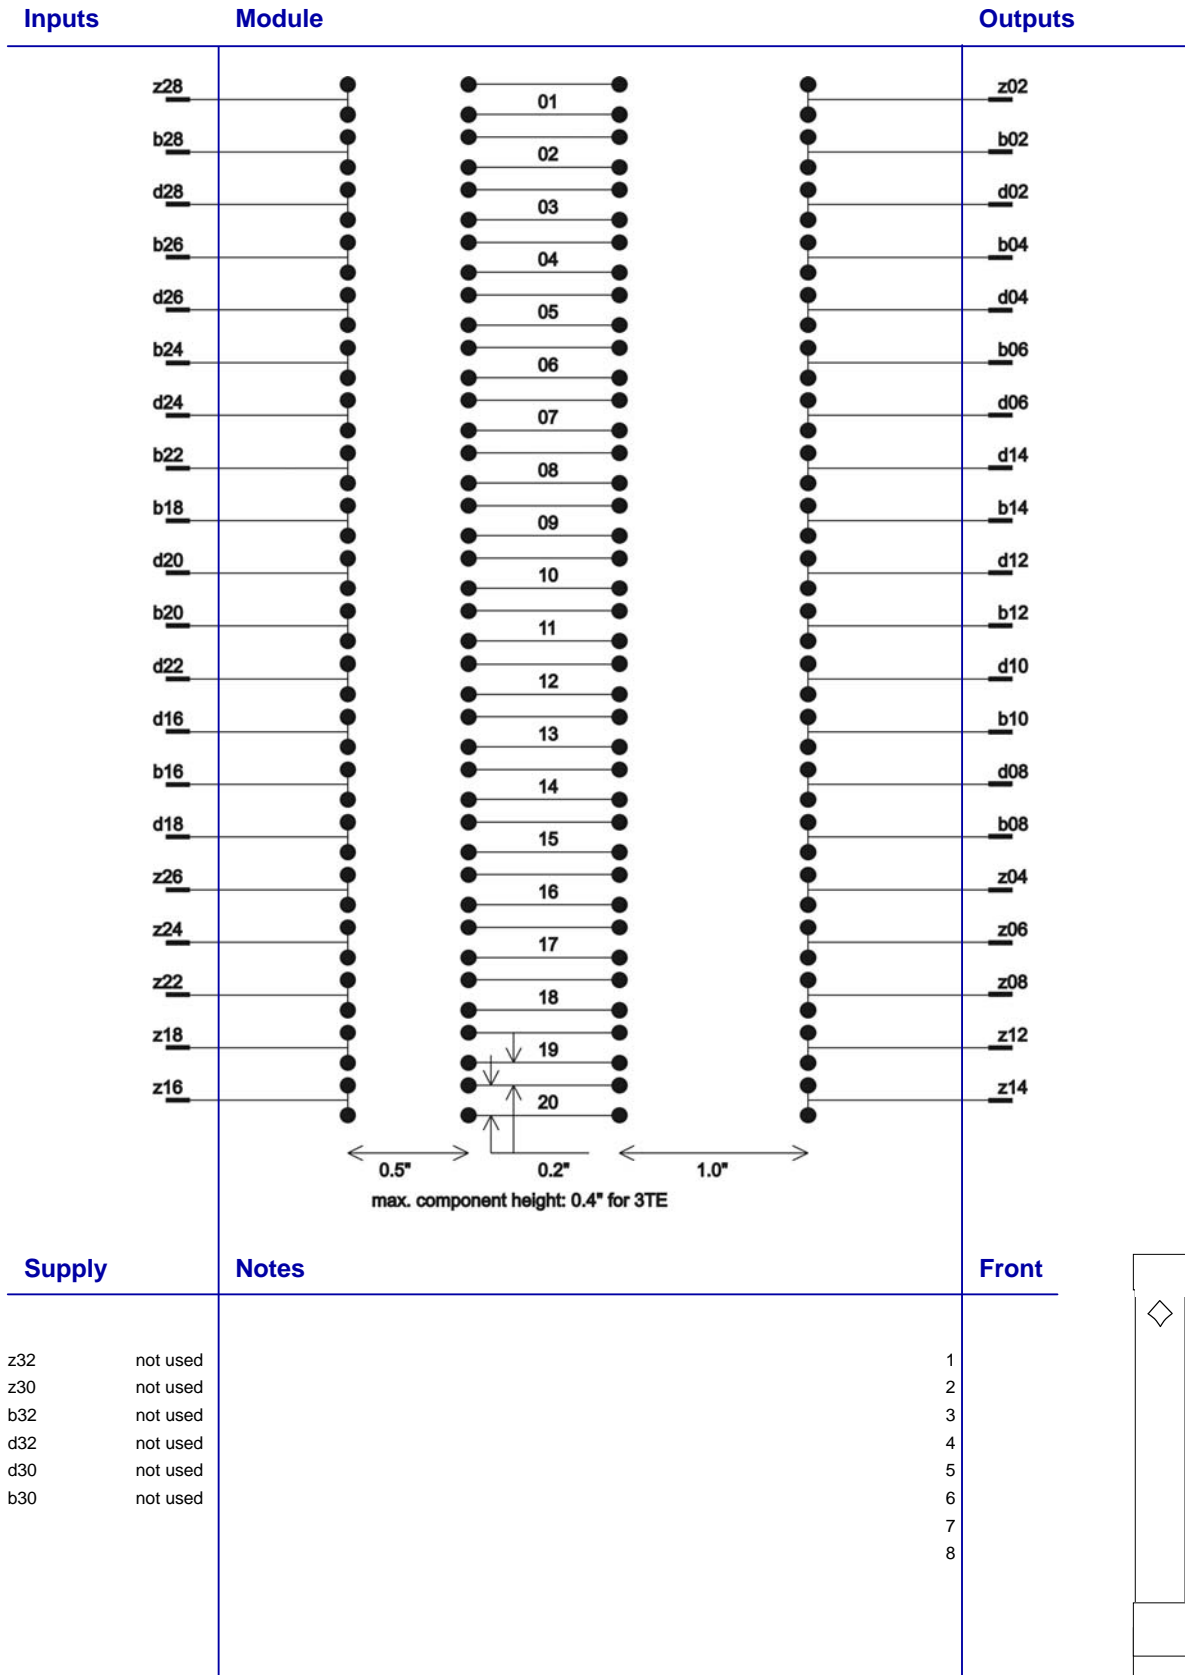 Inputs Module Outputs
z28 01 z02
b28 02 b02
d28 03 d02
b26 04 b04
d26 05 d04
b24 06 b06
d24 07 d06
b22 08 d14
b18 09 b14
d20 10 d12
b20 11 b12
d22 12 d10
d16 13 b10
b16 14 d08
d18 15 b08
z26 16 z04
z24 17 z06
z22 18 z08
z18 19 z12
z16 20 z14
0.5" 0.2" 1.0"
max. component height: 0.4" for 3TE
Supply Notes Front
z32 not used 1
z30 not used 2
b32 not used 3
d32 not used 4
d30 not used 5
b30 not used 6
7
8